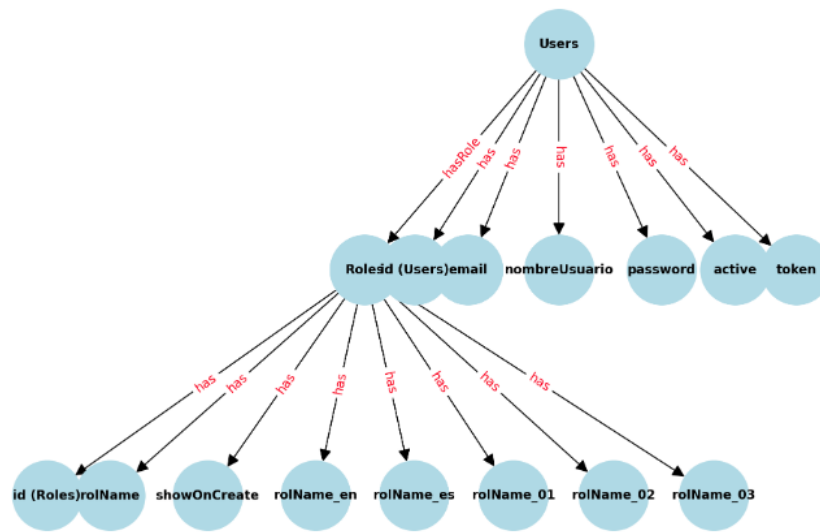 Users
hasRole
has
has
has
has
has
has
Roles
id (Users)
email
nombreUsuario
password
active
token
has
has
has
has
has
has
has
has
id (Roles)
rolName
showOnCreate
rolName_en
rolName_es
rolName_01
rolName_02
rolName_03